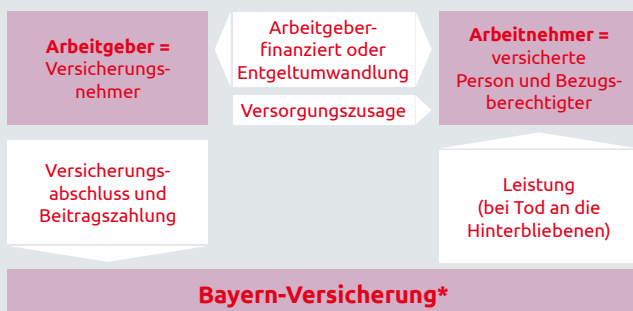 Arbeitgeber =
Versicherungs-
nehmer
Arbeitgeber-
finanziert oder
Entgeltumwandlung
Versorgungszusage
Arbeitnehmer =
versicherte
Person und Bezugs-
berechtigter
Versicherungs-
abschluss und
Beitragszahlung
Leistung
(bei Tod an die
Hinterbliebenen)
Bayern-Versicherung*